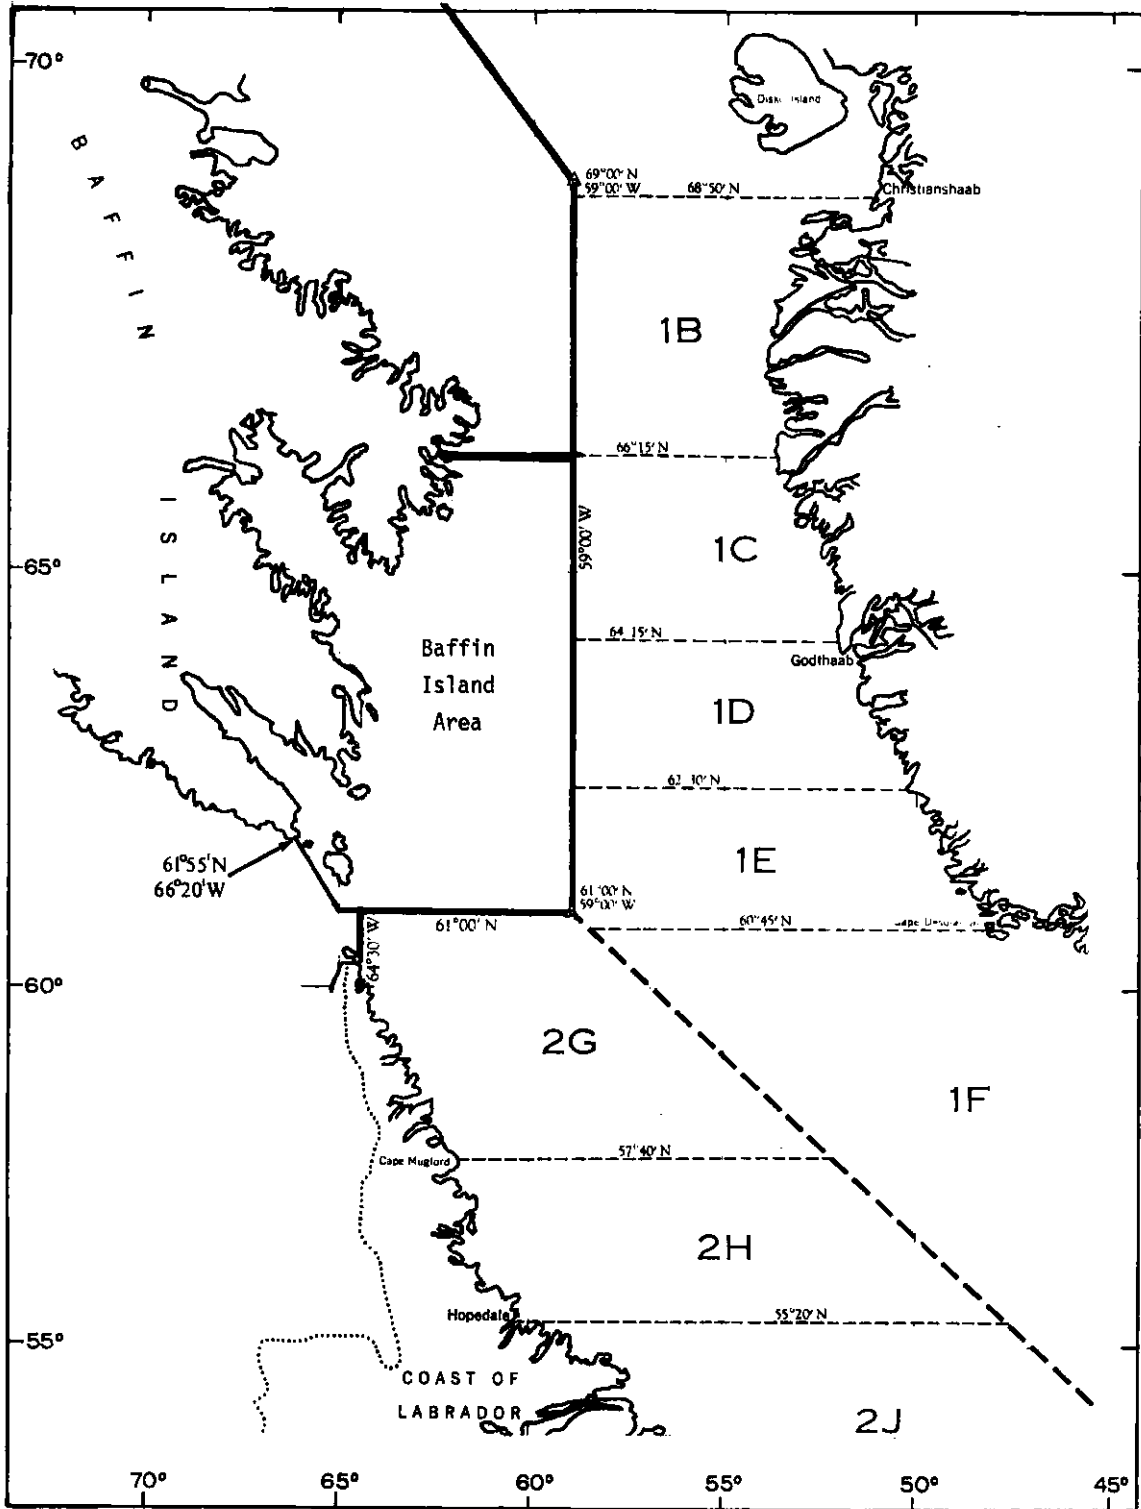 70°
Disko Island
BAFFIN
69°00' N
59°00' W
68°50' N
Christianshaab
1B
66°15' N
ISLAND
59°00' W
1C
65°
64°15' N
Baffin
Island
Area
Godthaab
1D
1E
61°55'N
66°20'W
61°00' N
59°00' W
61°00' N
64°30' W
60°45' N
Cape
60°
2G
1F
57°40' N
Cape Mugford
2H
Hopedale
55°20' N
55°
COAST OF
LABRADOR
2J
70° 65° 60° 55° 50° 45°